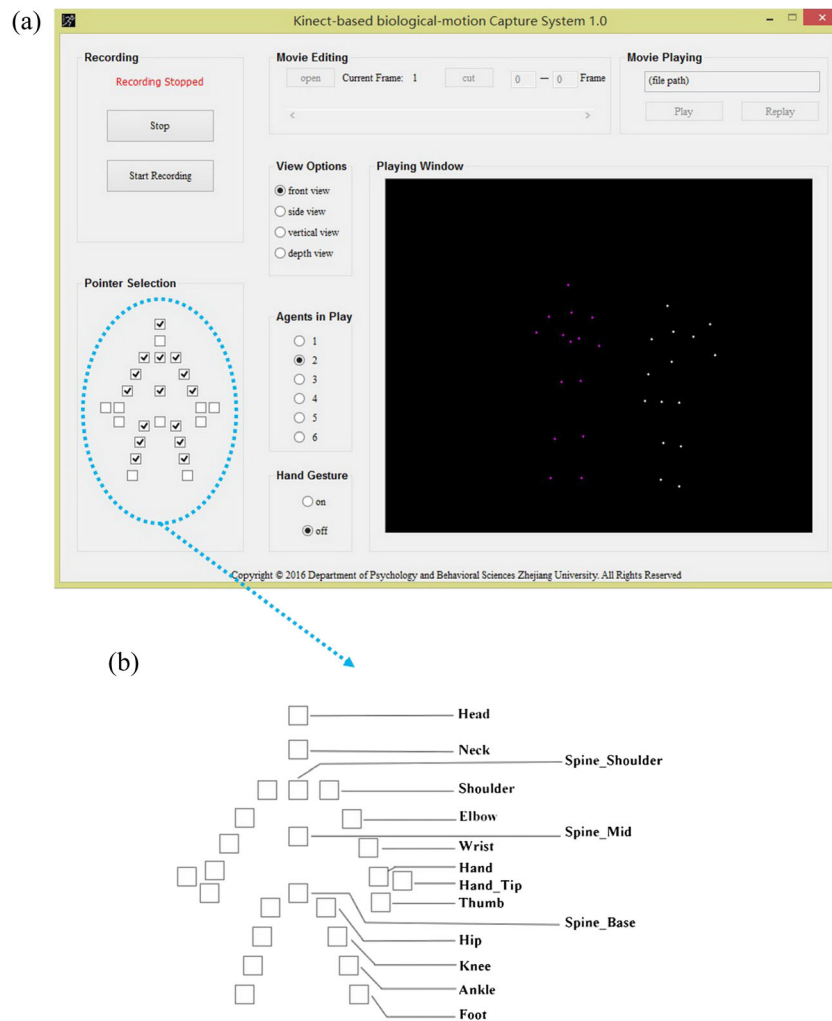 (a)
Kinect-based biological-motion Capture System 1.0
Recording
Recording Stopped
Stop
Start Recording
Movie Editing
open Current Frame: 1 cut 0 — 0 Frame
Movie Playing
(file path)
Play Replay
View Options
front view
side view
vertical view
depth view
Playing Window
Pointer Selection
Agents in Play
1
2
3
4
5
6
Hand Gesture
on
off
Copyright © 2016 Department of Psychology and Behavioral Sciences Zhejiang University. All Rights Reserved
(b)
Head
Neck
Spine_Shoulder
Shoulder
Elbow
Spine_Mid
Wrist
Hand
Hand_Tip
Thumb
Spine_Base
Hip
Knee
Ankle
Foot